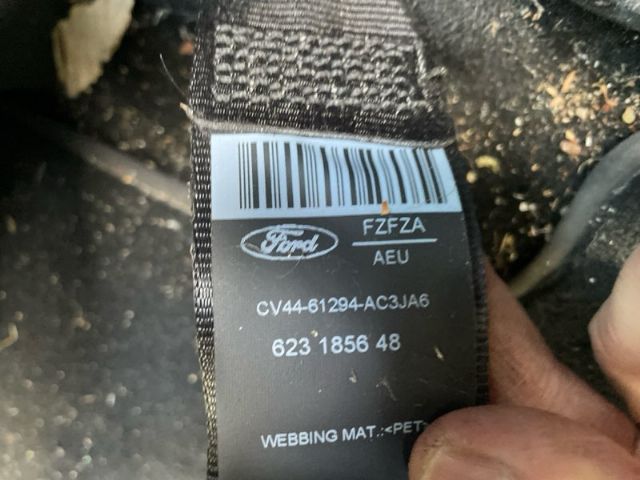 Ford
FZFZA
AEU
CV44-61294-AC3JA6
623 1856 48
WEBBING MAT.:<PET>